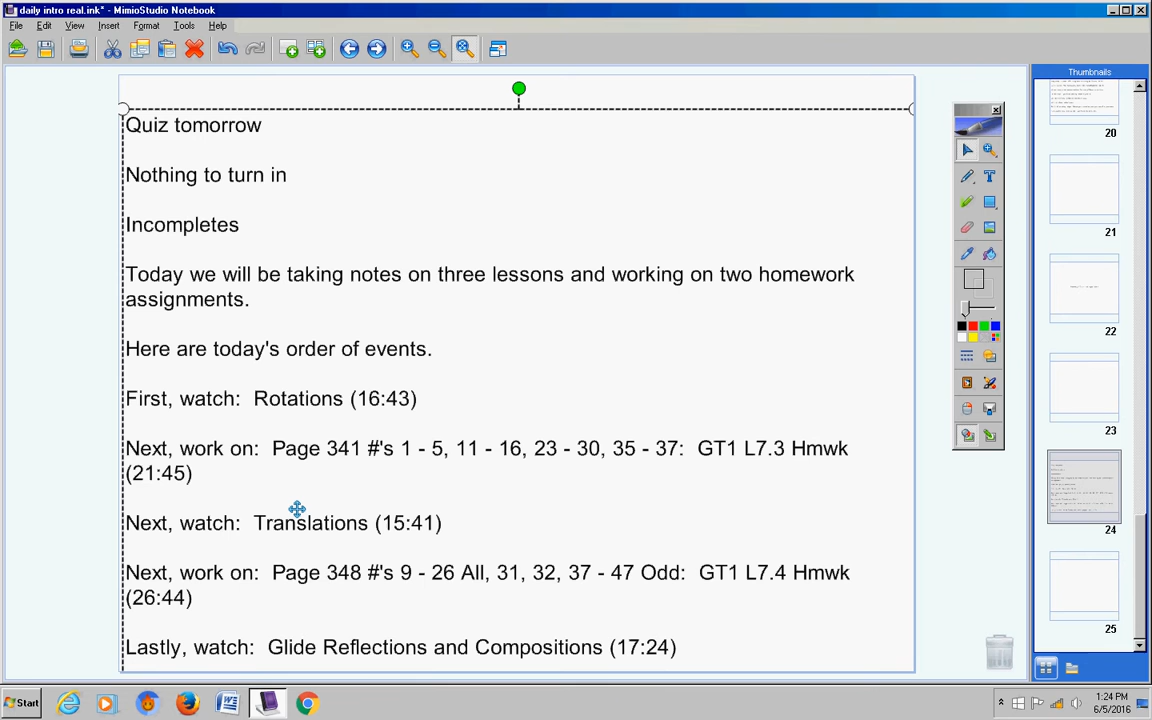 daily intro real.ink* - MimioStudio Notebook
File Edit View Insert Format Tools Help
Quiz tomorrow
Nothing to turn in
Incompletes
Today we will be taking notes on three lessons and working on two homework
assignments.
Here are today's order of events.
First, watch: Rotations (16:43)
Next, work on: Page 341 #'s 1 - 5, 11 - 16, 23 - 30, 35 - 37: GT1 L7.3 Hmwk
(21:45)
Next, watch: Translations (15:41)
Next, work on: Page 348 #'s 9 - 26 All, 31, 32, 37 - 47 Odd: GT1 L7.4 Hmwk
(26:44)
Lastly, watch: Glide Reflections and Compositions (17:24)
Thumbnails
20
21
22
23
24
25
Start
1:24 PM
6/5/2016